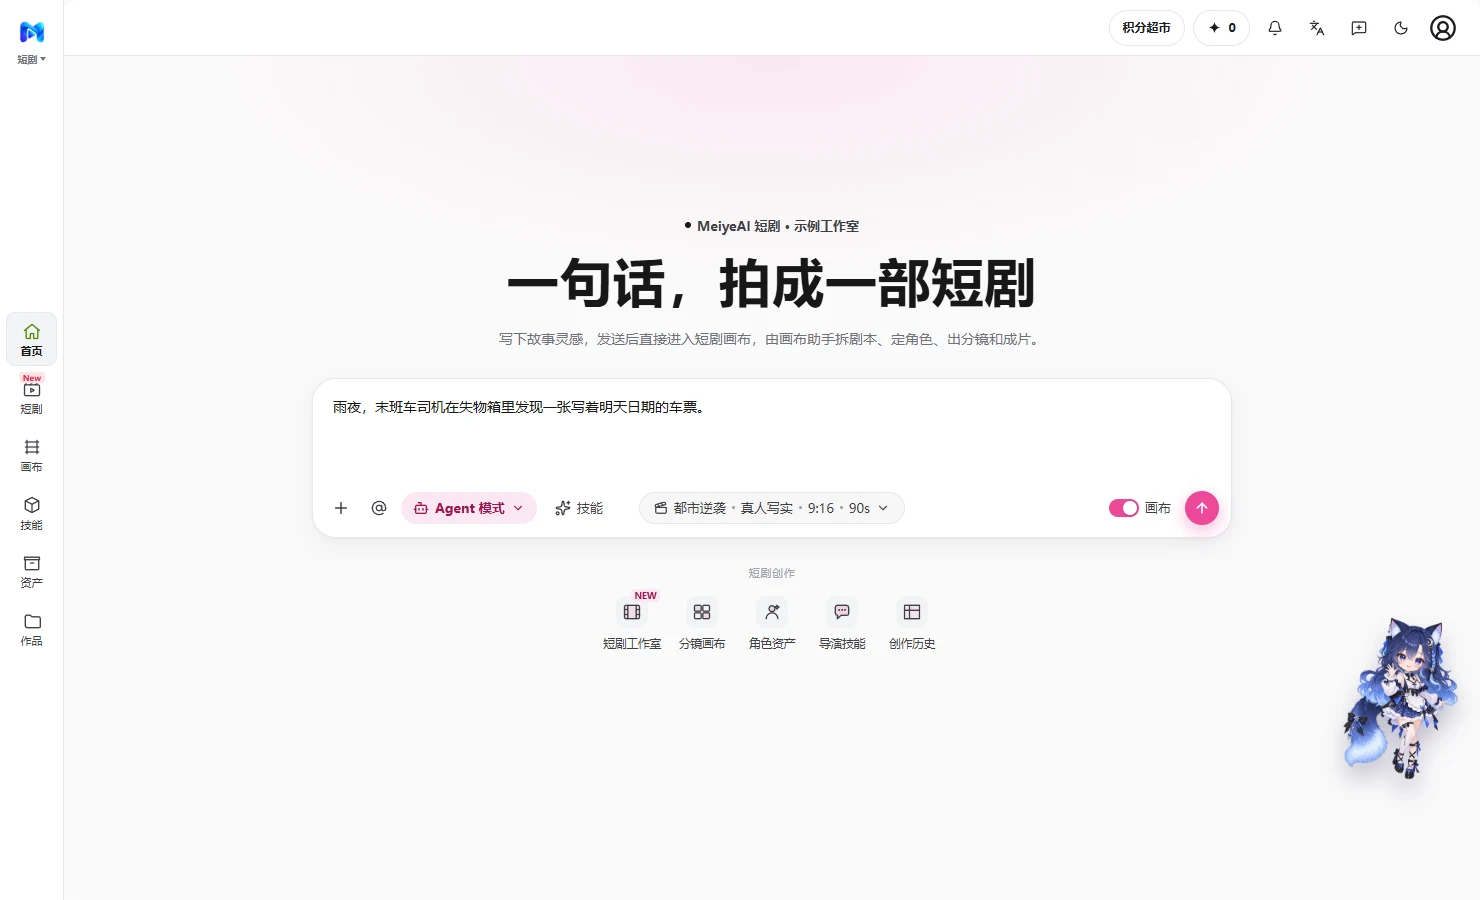 短剧
积分超市
0
首页
New
短剧
画布
技能
资产
作品
MeiyeAI 短剧 • 示例工作室
一句话，拍成一部短剧
写下故事灵感，发送后直接进入短剧画布，由画布助手拆剧本、定角色、出分镜和成片。
雨夜，末班车司机在失物箱里发现一张写着明天日期的车票。
Agent 模式
技能
都市逆袭 • 真人写实 • 9:16 • 90s
画布
短剧创作
NEW
短剧工作室
分镜画布
角色资产
导演技能
创作历史